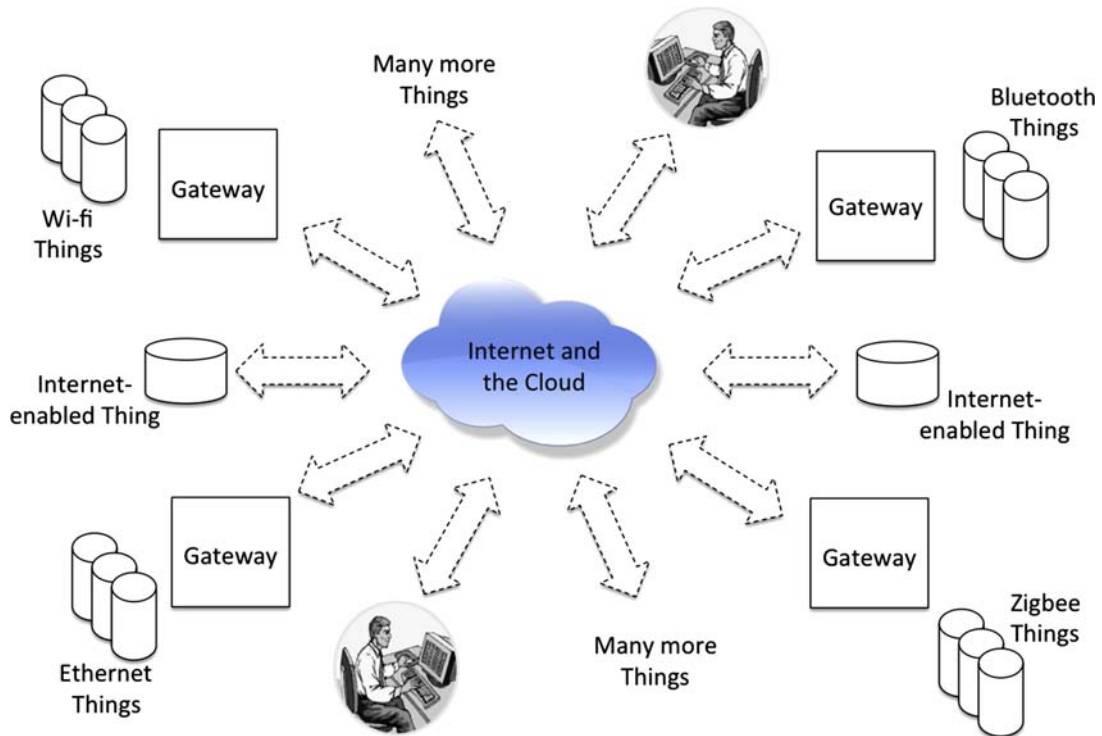 Many more
Things
Bluetooth
Things
Gateway
Gateway
Wi-fi
Things
Internet and
the Cloud
Internet-
enabled Thing
Internet-
enabled Thing
Gateway
Gateway
Zigbee
Things
Many more
Things
Ethernet
Things